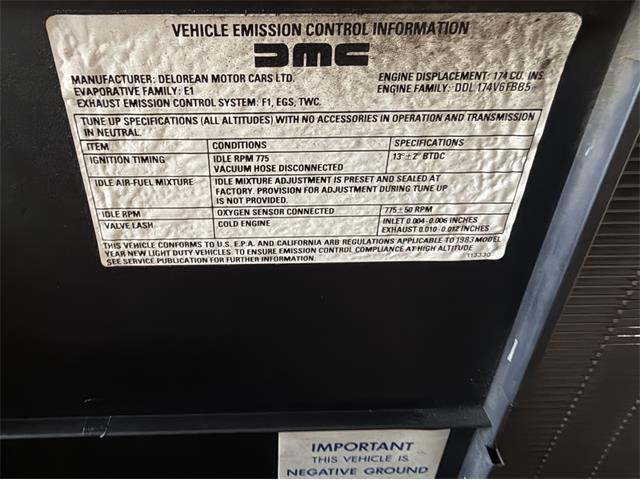 VEHICLE EMISSION CONTROL INFORMATION
DMC
MANUFACTURER: DELOREAN MOTOR CARS LTD. ENGINE DISPLACEMENT: 174 CU. INS.
EVAPORATIVE FAMILY: E1 ENGINE FAMILY: DDL 174V6FBB5
EXHAUST EMISSION CONTROL SYSTEM: F1, EGS, TWC.
TUNE UP SPECIFICATIONS (ALL ALTITUDES) WITH NO ACCESSORIES IN OPERATION AND TRANSMISSION
IN NEUTRAL.
ITEM CONDITIONS SPECIFICATIONS
IGNITION TIMING IDLE RPM 775 13° ± 2° BTDC
VACUUM HOSE DISCONNECTED
IDLE AIR-FUEL MIXTURE IDLE MIXTURE ADJUSTMENT IS PRESET AND SEALED AT
FACTORY. PROVISION FOR ADJUSTMENT DURING TUNE UP
IS NOT PROVIDED.
IDLE RPM OXYGEN SENSOR CONNECTED 775 ± 50 RPM
VALVE LASH COLD ENGINE INLET 0.004-0.006 INCHES
EXHAUST 0.010-0.012 INCHES
THIS VEHICLE CONFORMS TO U.S. E.P.A. AND CALIFORNIA ARB REGULATIONS APPLICABLE TO 1983 MODEL
YEAR NEW LIGHT DUTY VEHICLES. TO ENSURE EMISSION CONTROL COMPLIANCE AT HIGH ALTITUDE
SEE SERVICE PUBLICATION FOR FURTHER INFORMATION. 113330
IMPORTANT
THIS VEHICLE IS
NEGATIVE GROUND